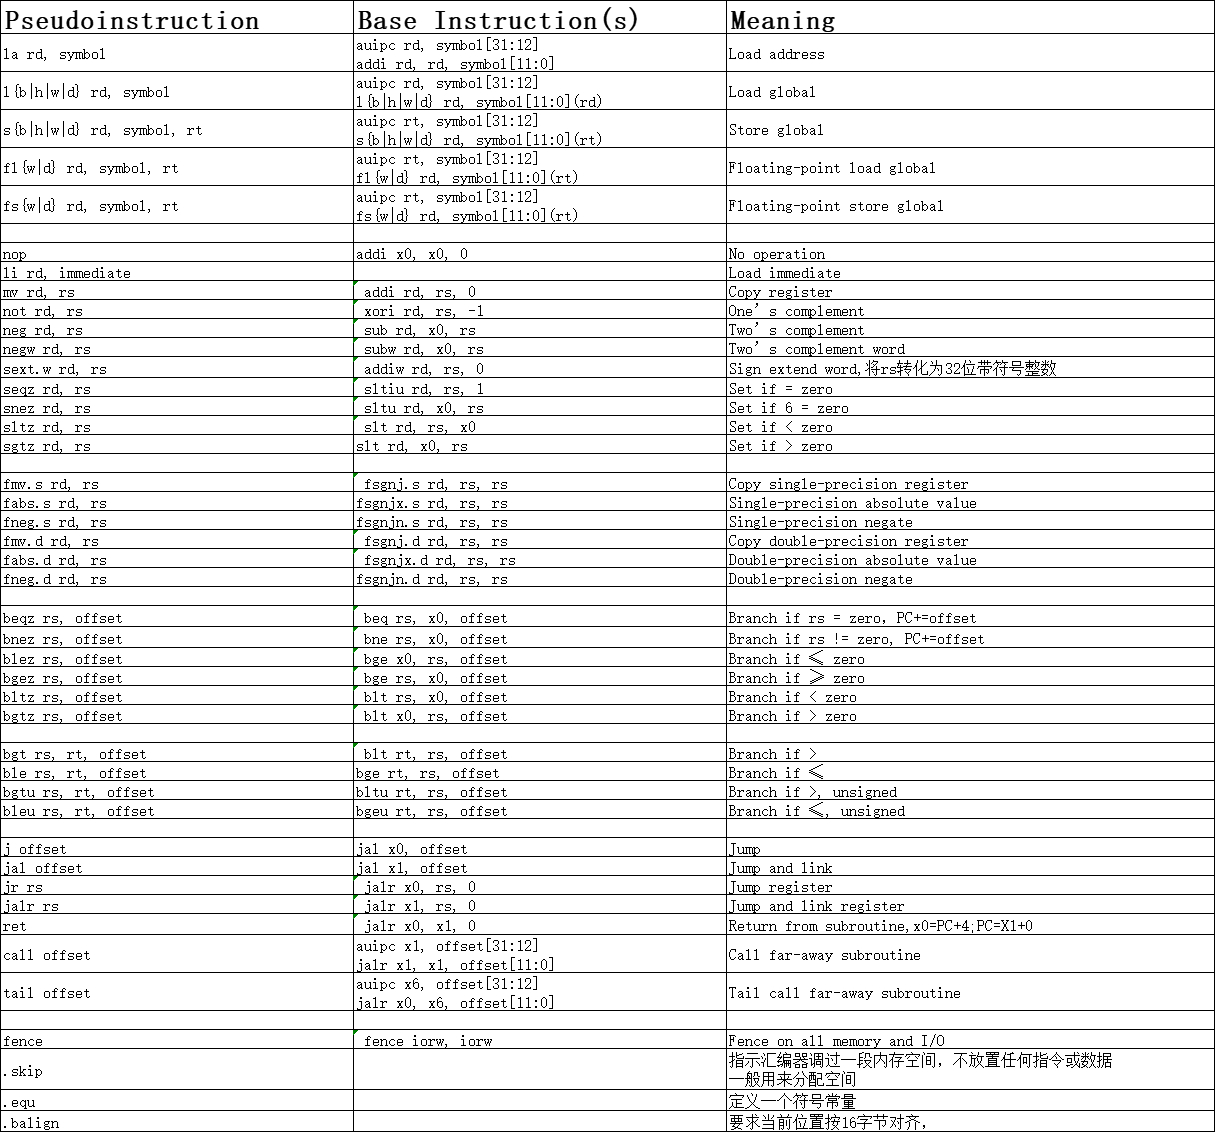 Pseudoinstruction Base Instruction(s) Meaning
la rd, symbol auipc rd, symbol[31:12] Load address
addi rd, rd, symbol[11:0]
l{b|h|w|d} rd, symbol auipc rd, symbol[31:12] Load global
l{b|h|w|d} rd, symbol[11:0](rd)
s{b|h|w|d} rd, symbol, rt auipc rt, symbol[31:12] Store global
s{b|h|w|d} rd, symbol[11:0](rt)
fl{w|d} rd, symbol, rt auipc rt, symbol[31:12] Floating-point load global
fl{w|d} rd, symbol[11:0](rt)
fs{w|d} rd, symbol, rt auipc rt, symbol[31:12] Floating-point store global
fs{w|d} rd, symbol[11:0](rt)
nop addi x0, x0, 0 No operation
li rd, immediate Load immediate
mv rd, rs addi rd, rs, 0 Copy register
not rd, rs xori rd, rs, -1 One’s complement
neg rd, rs sub rd, x0, rs Two’s complement
negw rd, rs subw rd, x0, rs Two’s complement word
sext.w rd, rs addiw rd, rs, 0 Sign extend word,将rs转化为32位带符号整数
seqz rd, rs sltiu rd, rs, 1 Set if = zero
snez rd, rs sltu rd, x0, rs Set if 6 = zero
sltz rd, rs slt rd, rs, x0 Set if < zero
sgtz rd, rs slt rd, x0, rs Set if > zero
fmv.s rd, rs fsgnj.s rd, rs, rs Copy single-precision register
fabs.s rd, rs fsgnjx.s rd, rs, rs Single-precision absolute value
fneg.s rd, rs fsgnjn.s rd, rs, rs Single-precision negate
fmv.d rd, rs fsgnj.d rd, rs, rs Copy double-precision register
fabs.d rd, rs fsgnjx.d rd, rs, rs Double-precision absolute value
fneg.d rd, rs fsgnjn.d rd, rs, rs Double-precision negate
beqz rs, offset beq rs, x0, offset Branch if rs = zero，PC+=offset
bnez rs, offset bne rs, x0, offset Branch if rs != zero, PC+=offset
blez rs, offset bge x0, rs, offset Branch if ≤ zero
bgez rs, offset bge rs, x0, offset Branch if ≥ zero
bltz rs, offset blt rs, x0, offset Branch if < zero
bgtz rs, offset blt x0, rs, offset Branch if > zero
bgt rs, rt, offset blt rt, rs, offset Branch if >
ble rs, rt, offset bge rt, rs, offset Branch if ≤
bgtu rs, rt, offset bltu rt, rs, offset Branch if >, unsigned
bleu rs, rt, offset bgeu rt, rs, offset Branch if ≤, unsigned
j offset jal x0, offset Jump
jal offset jal x1, offset Jump and link
jr rs jalr x0, rs, 0 Jump register
jalr rs jalr x1, rs, 0 Jump and link register
ret jalr x0, x1, 0 Return from subroutine,x0=PC+4;PC=X1+0
call offset auipc x1, offset[31:12] Call far-away subroutine
jalr x1, x1, offset[11:0]
tail offset auipc x6, offset[31:12] Tail call far-away subroutine
jalr x0, x6, offset[11:0]
fence fence iorw, iorw Fence on all memory and I/O
.skip 指示汇编器调过一段内存空间，不放置任何指令或数据
一般用来分配空间
.equ 定义一个符号常量
.balign 要求当前位置按16字节对齐，